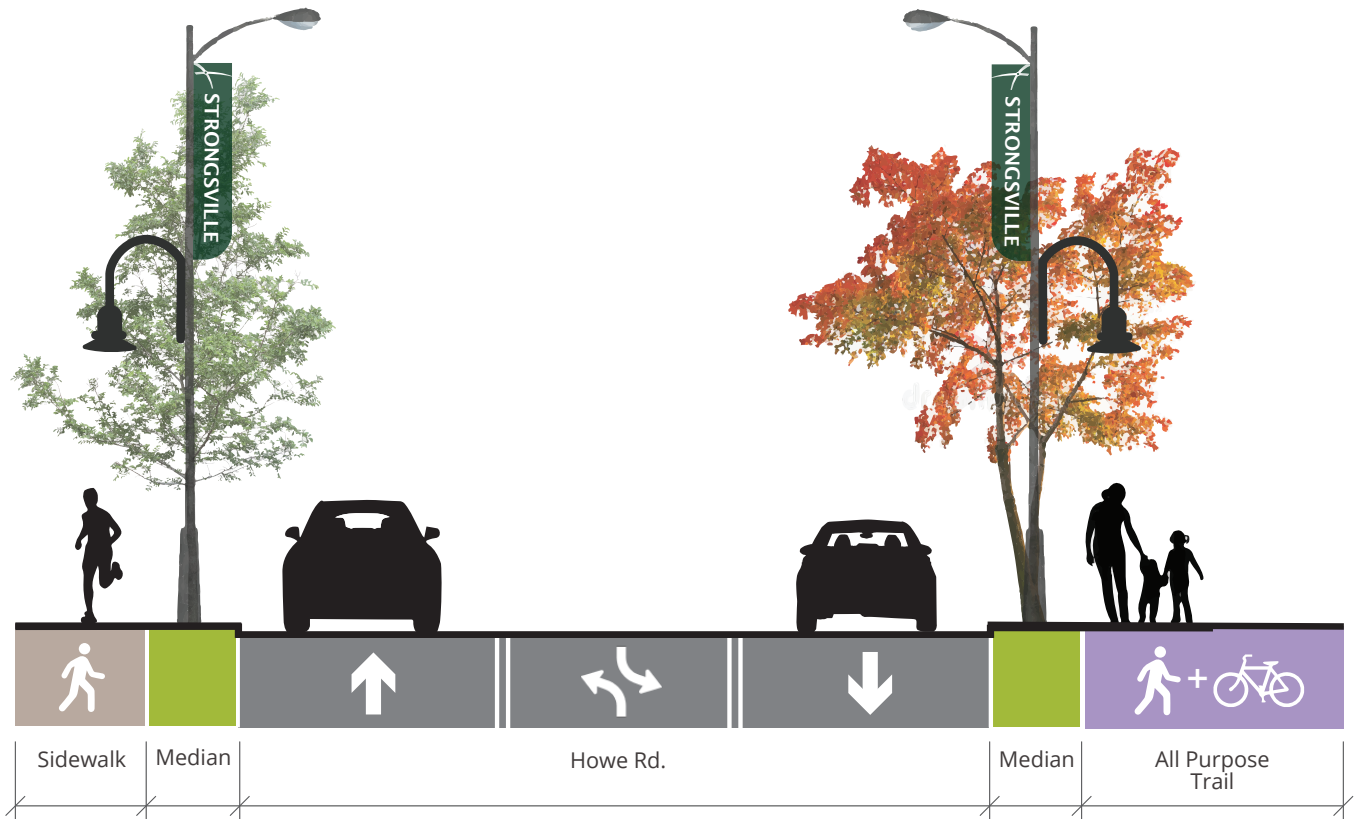 STRONGSVILLE
STRONGSVILLE
+
Sidewalk
Median
Howe Rd.
Median
All Purpose
Trail